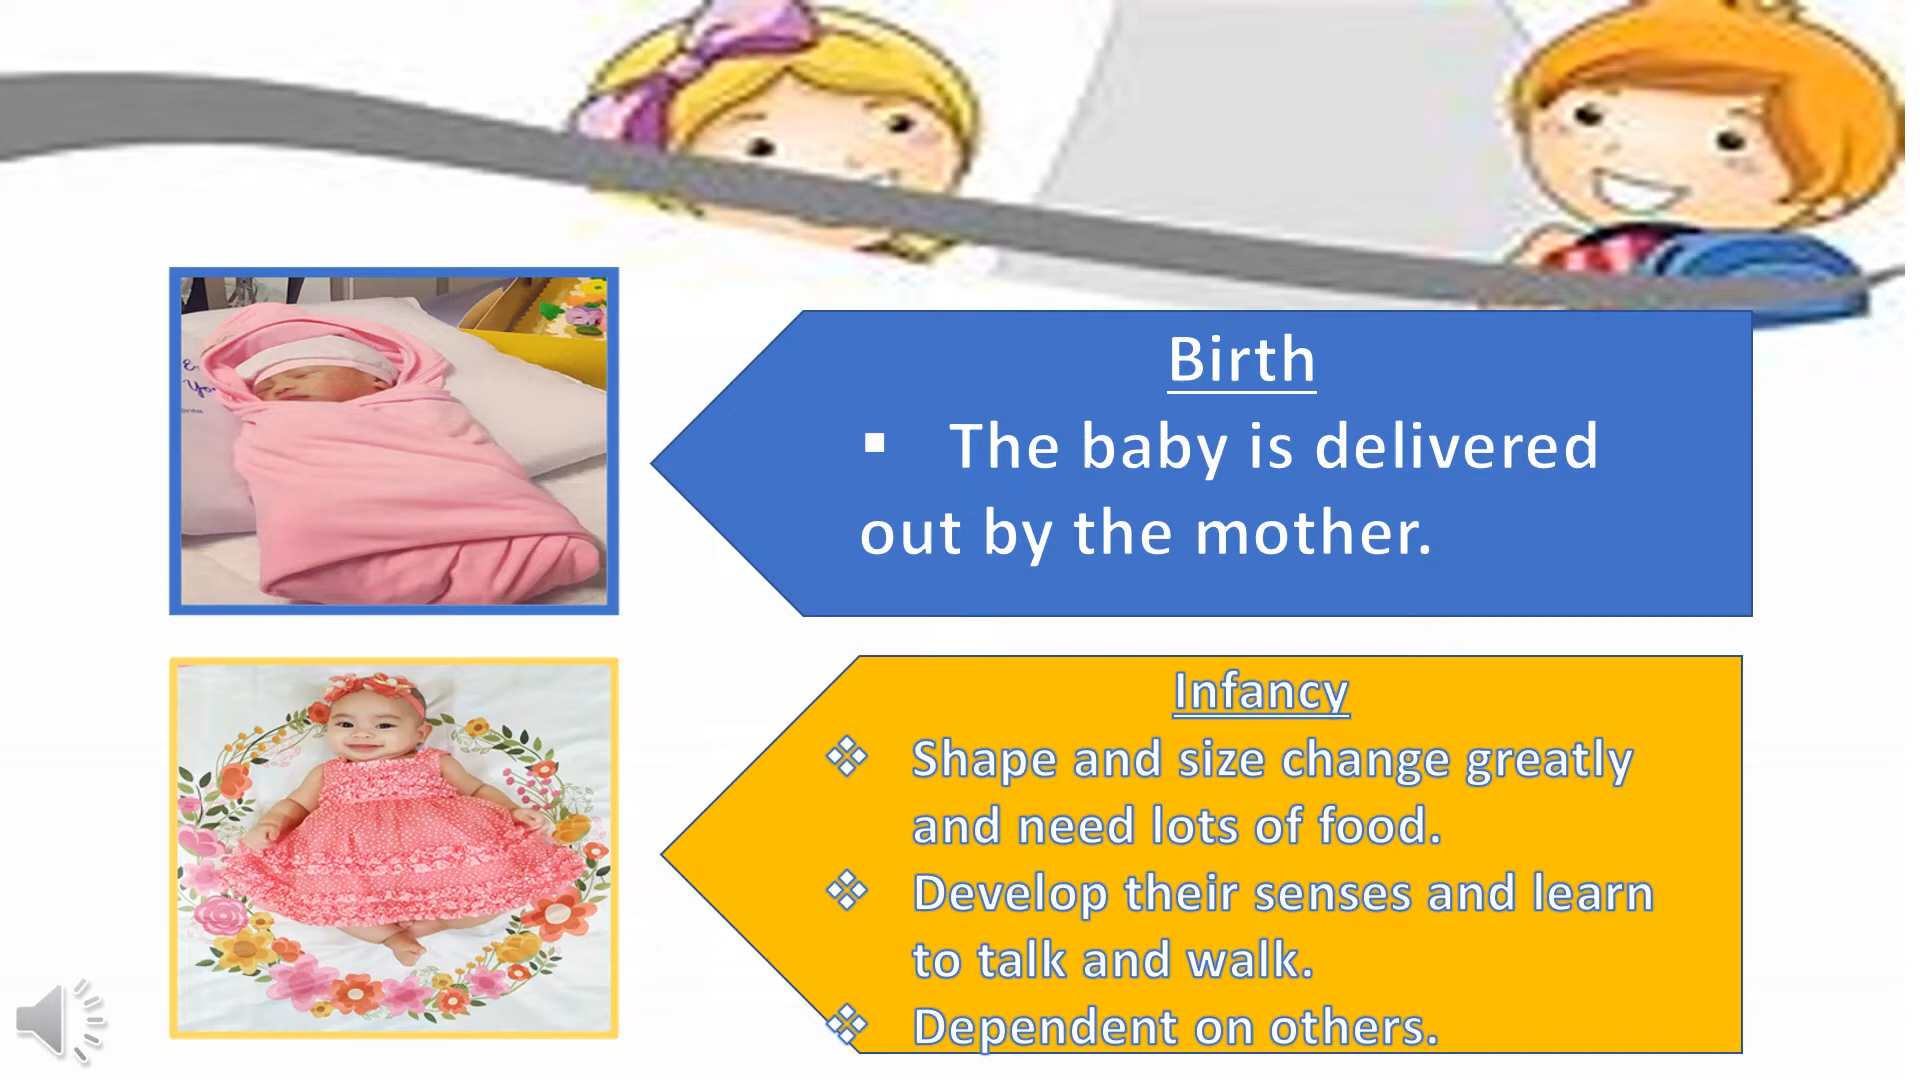 Birth
▪ The baby is delivered
out by the mother.
Infancy
❖ Shape and size change greatly
and need lots of food.
❖ Develop their senses and learn
to talk and walk.
❖ Dependent on others.